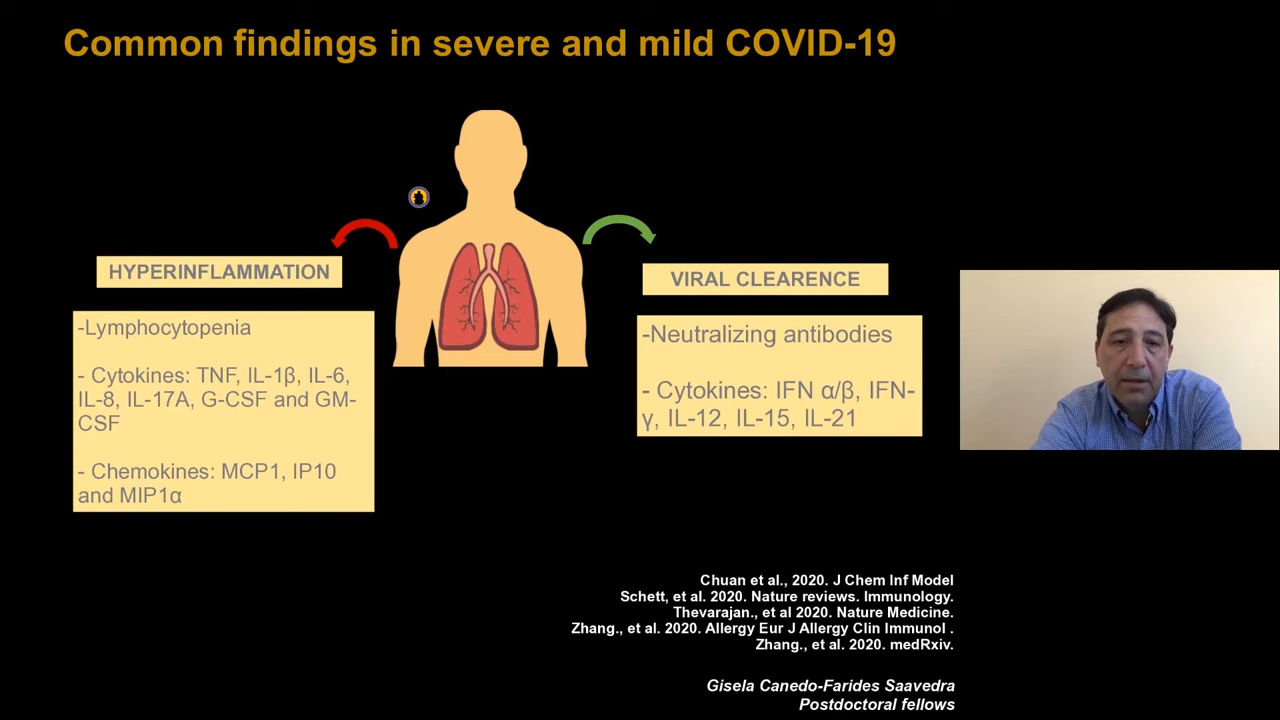 Common findings in severe and mild COVID-19
HYPERINFLAMMATION
-Lymphocytopenia
- Cytokines: TNF, IL-1β, IL-6,
IL-8, IL-17A, G-CSF and GM-
CSF
- Chemokines: MCP1, IP10
and MIP1α
VIRAL CLEARENCE
-Neutralizing antibodies
- Cytokines: IFN α/β, IFN-
γ, IL-12, IL-15, IL-21
Chuan et al., 2020. J Chem Inf Model
Schett, et al. 2020. Nature reviews. Immunology.
Thevarajan., et al 2020. Nature Medicine.
Zhang., et al. 2020. Allergy Eur J Allergy Clin Immunol .
Zhang., et al. 2020. medRxiv.
Gisela Canedo-Farides Saavedra
Postdoctoral fellows